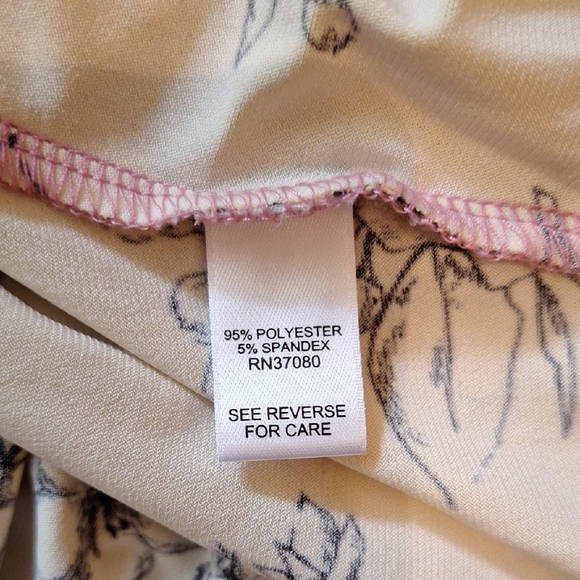 95% POLYESTER
5% SPANDEX
RN37080
SEE REVERSE
FOR CARE